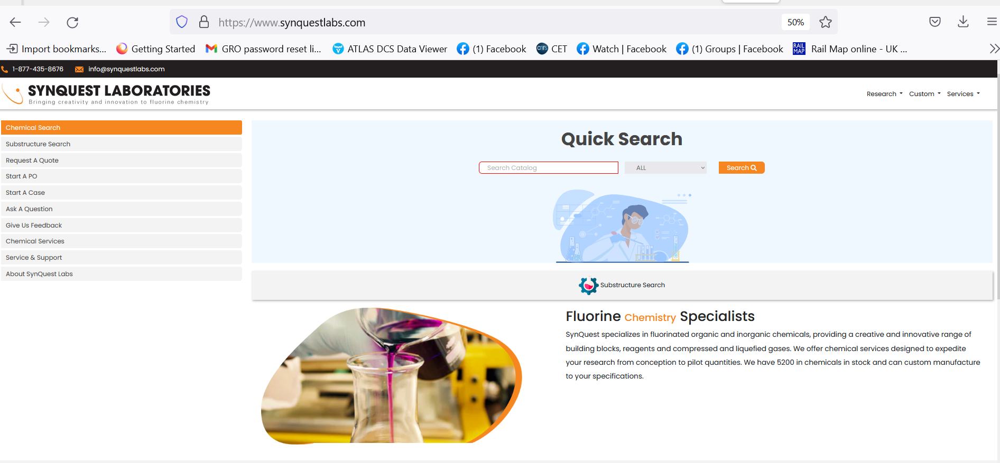 https://www.synquestlabs.com
50%
Import bookmarks...
Getting Started
GRO password reset li...
ATLAS DCS Data Viewer
(1) Facebook
cnrs
CET
Watch | Facebook
(1) Groups | Facebook
RAIL
MAP
Rail Map online - UK ...
1-877-435-8676
info@synquestlabs.com
SYNQUEST LABORATORIES
Bringing creativity and innovation to fluorine chemistry
Research
Custom
Services
Chemical Search
Substructure Search
Request A Quote
Start A PO
Start A Case
Ask A Question
Give Us Feedback
Chemical Services
Service & Support
About SynQuest Labs
Quick Search
Search Catalog
ALL
Search
Substructure Search
Fluorine Chemistry Specialists
SynQuest specializes in fluorinated organic and inorganic chemicals, providing a creative and innovative range of
building blocks, reagents and compressed and liquefied gases. We offer chemical services designed to expedite
your research from conception to pilot quantities. We have 5200 in chemicals in stock and can custom manufacture
to your specifications.